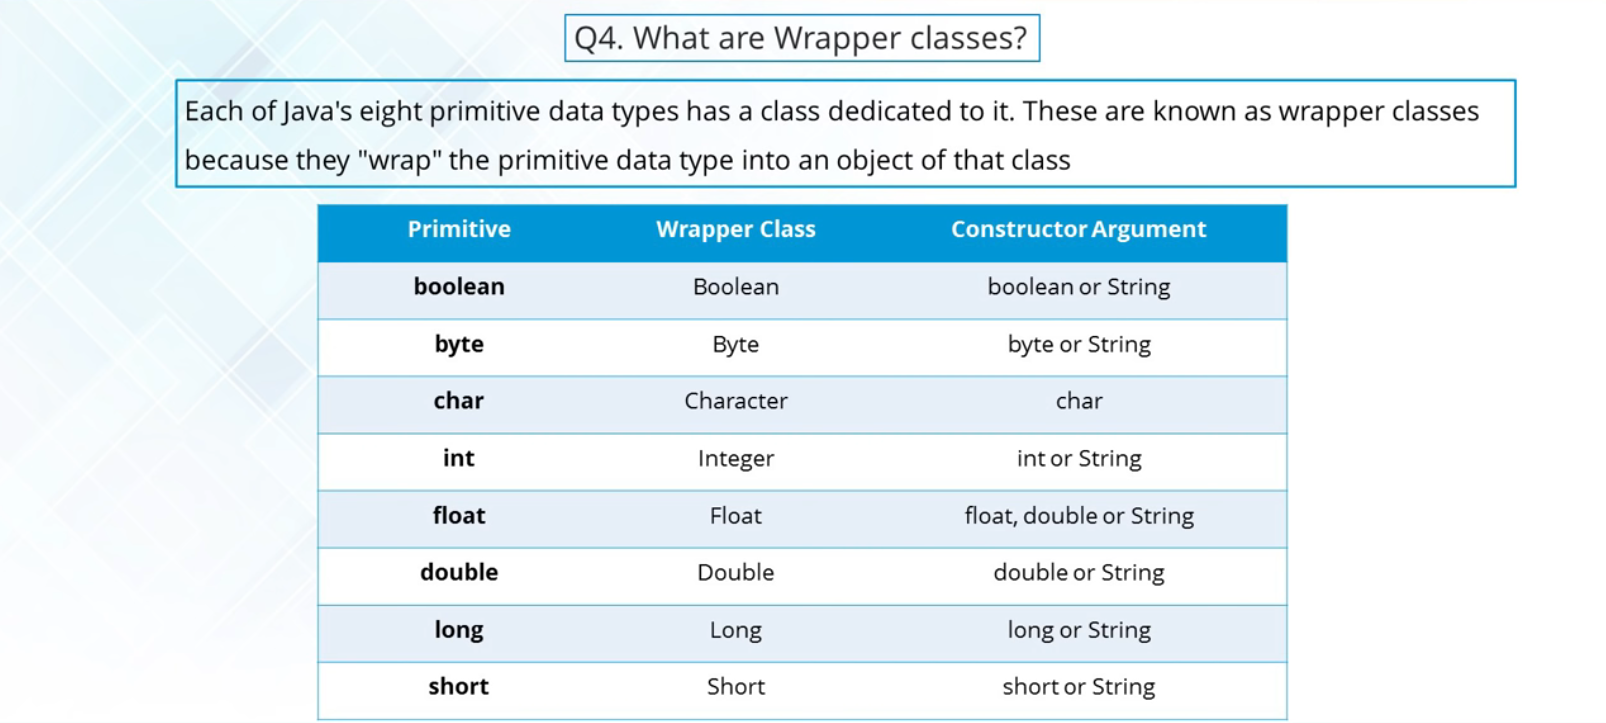 Q4. What are Wrapper classes?
Each of Java's eight primitive data types has a class dedicated to it. These are known as wrapper classes
because they "wrap" the primitive data type into an object of that class
Primitive Wrapper Class Constructor Argument
boolean Boolean boolean or String
byte Byte byte or String
char Character char
int Integer int or String
float Float float, double or String
double Double double or String
long Long long or String
short Short short or String